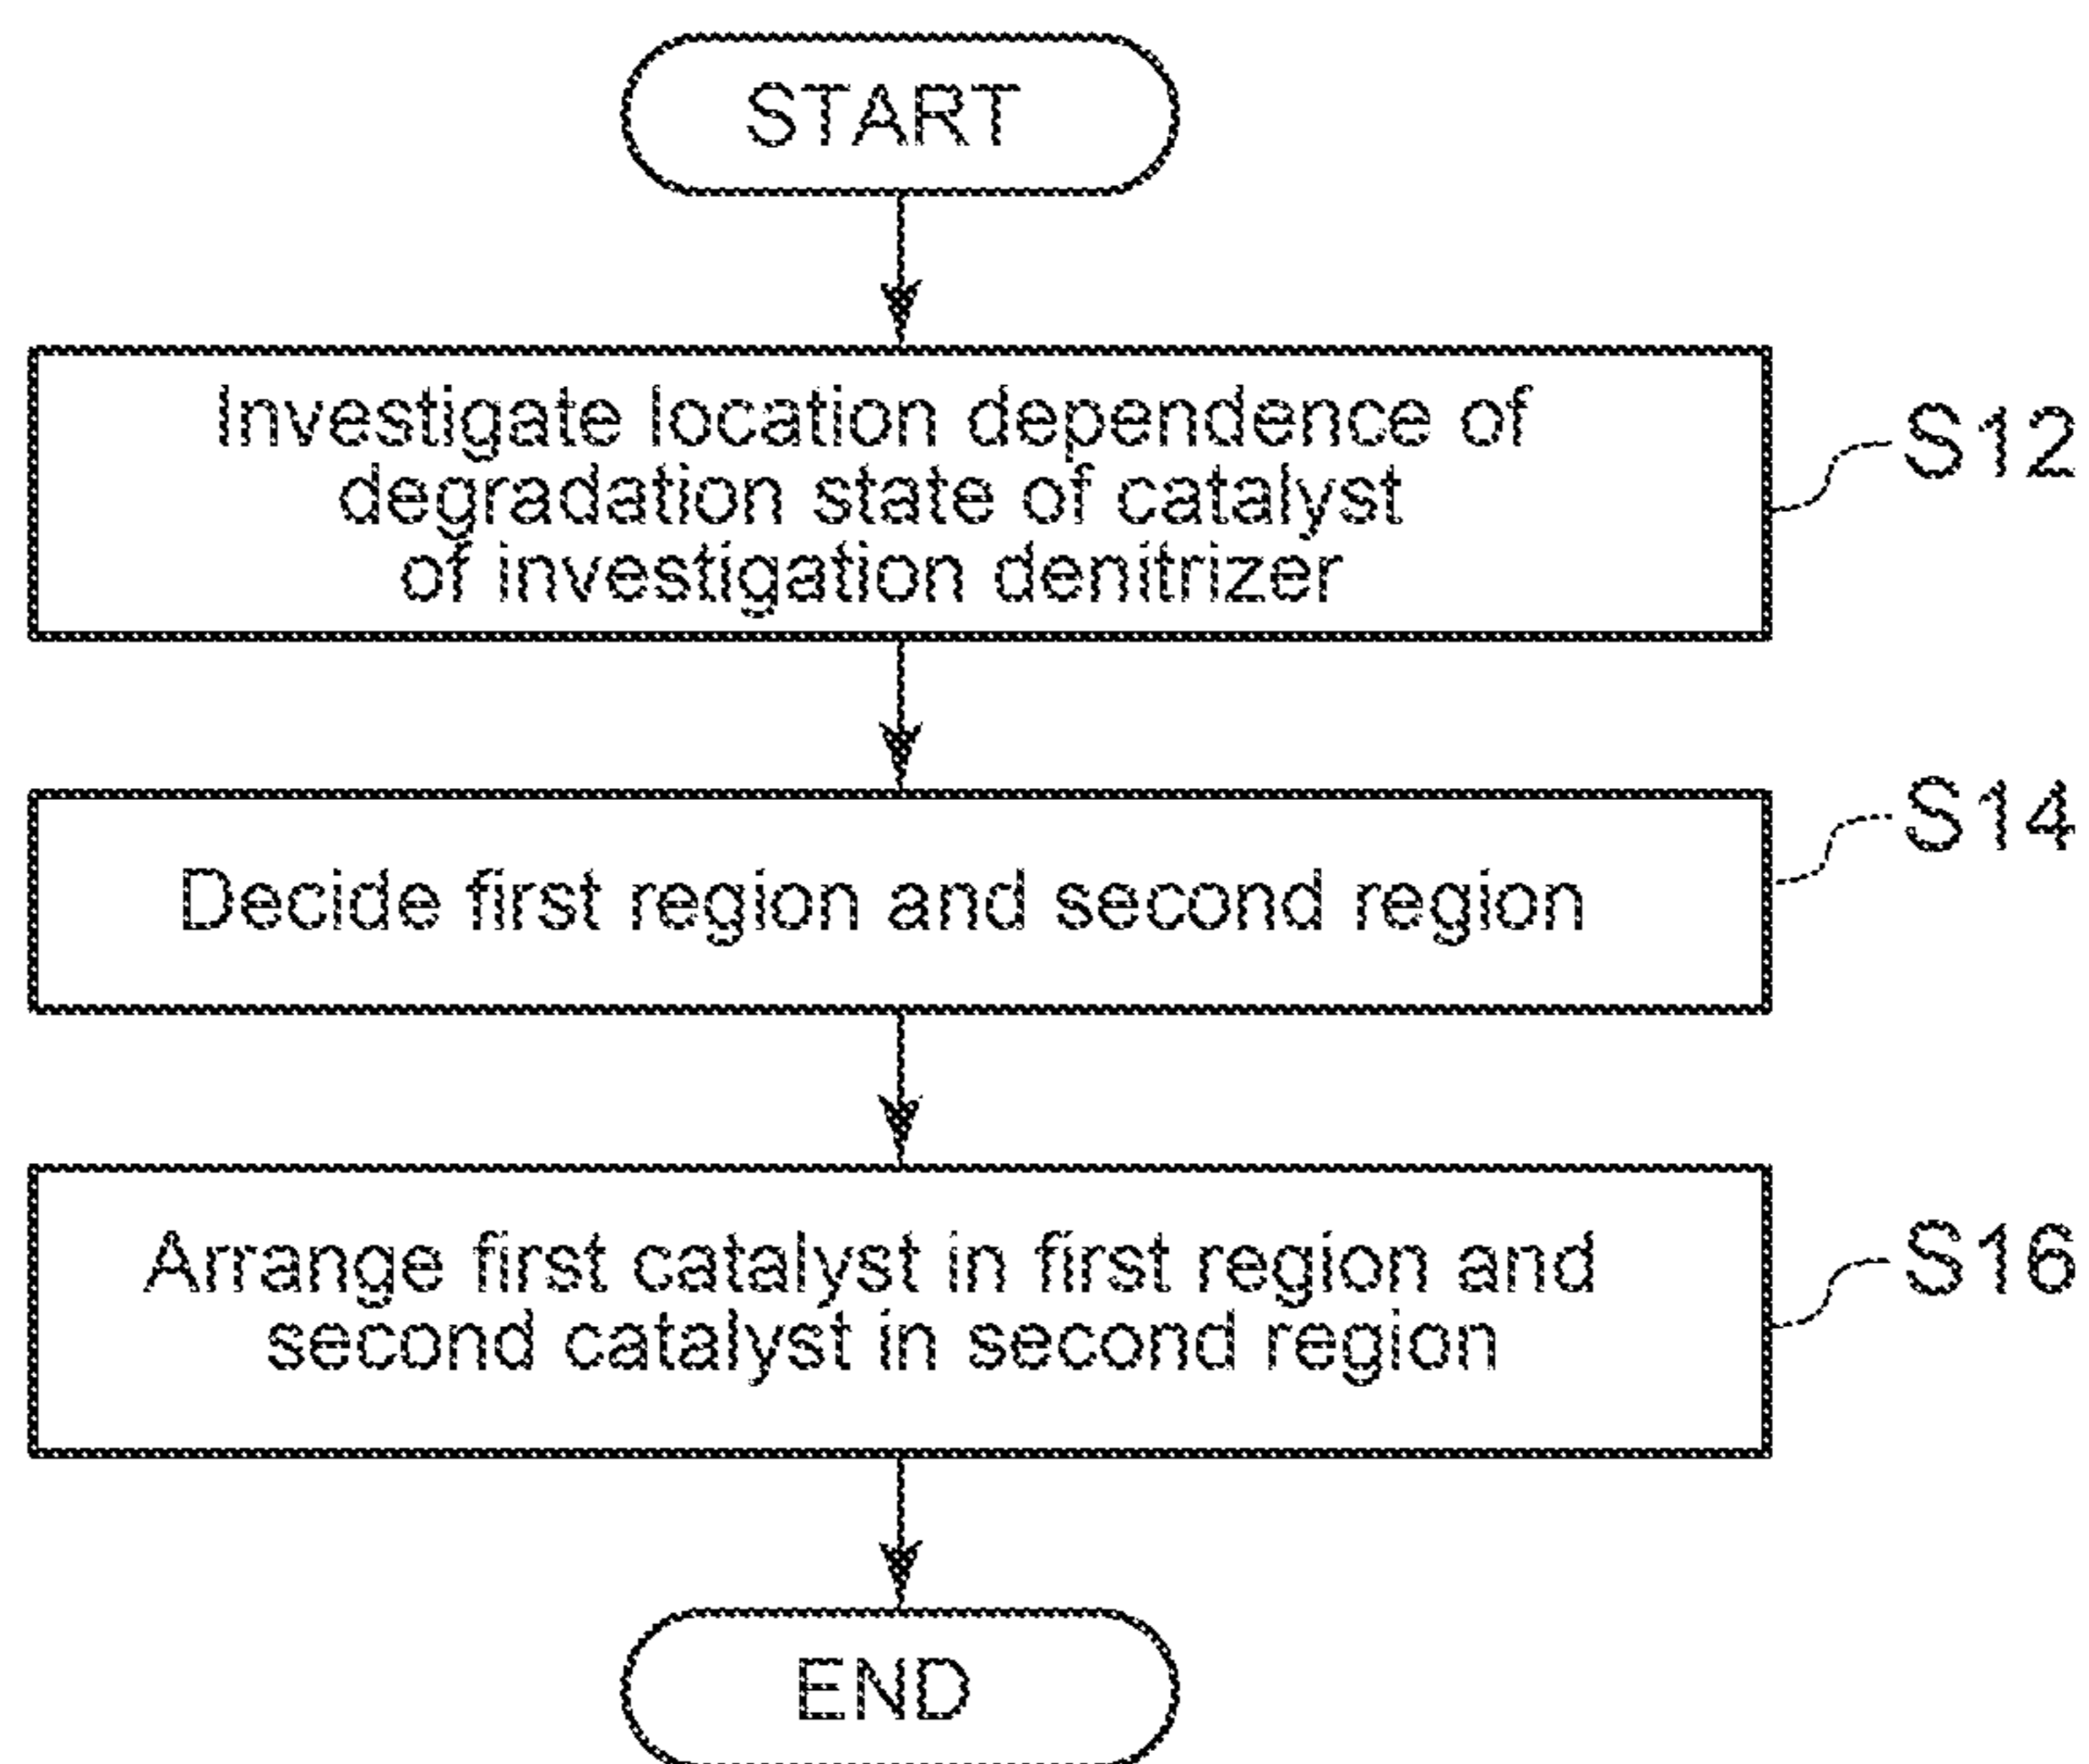 START
Investigate location dependence of
degradation state of catalyst
of investigation denitrizer
S12
Decide first region and second region
S14
Arrange first catalyst in first region and
second catalyst in second region
S16
END